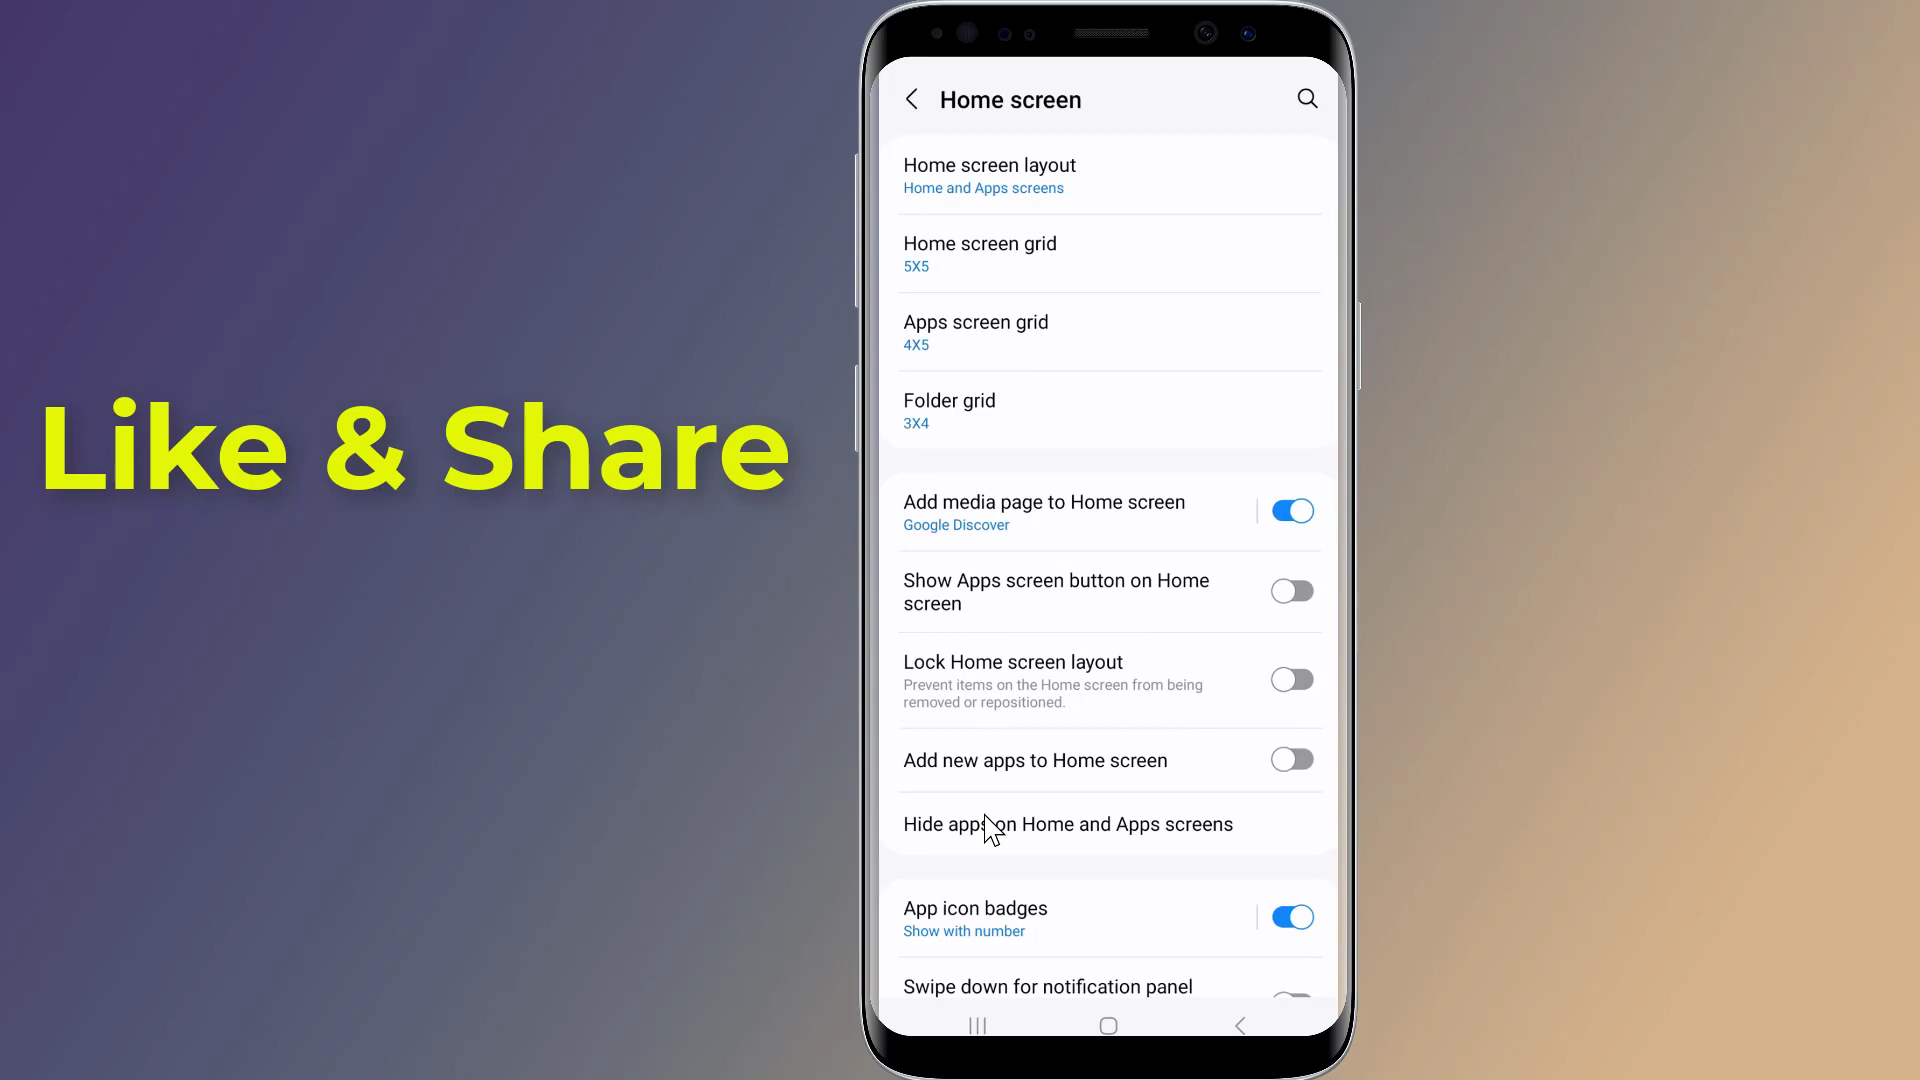 Like & Share
Home screen
Home screen layout
Home and Apps screens
Home screen grid
5X5
Apps screen grid
4X5
Folder grid
3X4
Add media page to Home screen
Google Discover
Show Apps screen button on Home
screen
Lock Home screen layout
Prevent items on the Home screen from being
removed or repositioned.
Add new apps to Home screen
Hide apps on Home and Apps screens
App icon badges
Show with number
Swipe down for notification panel